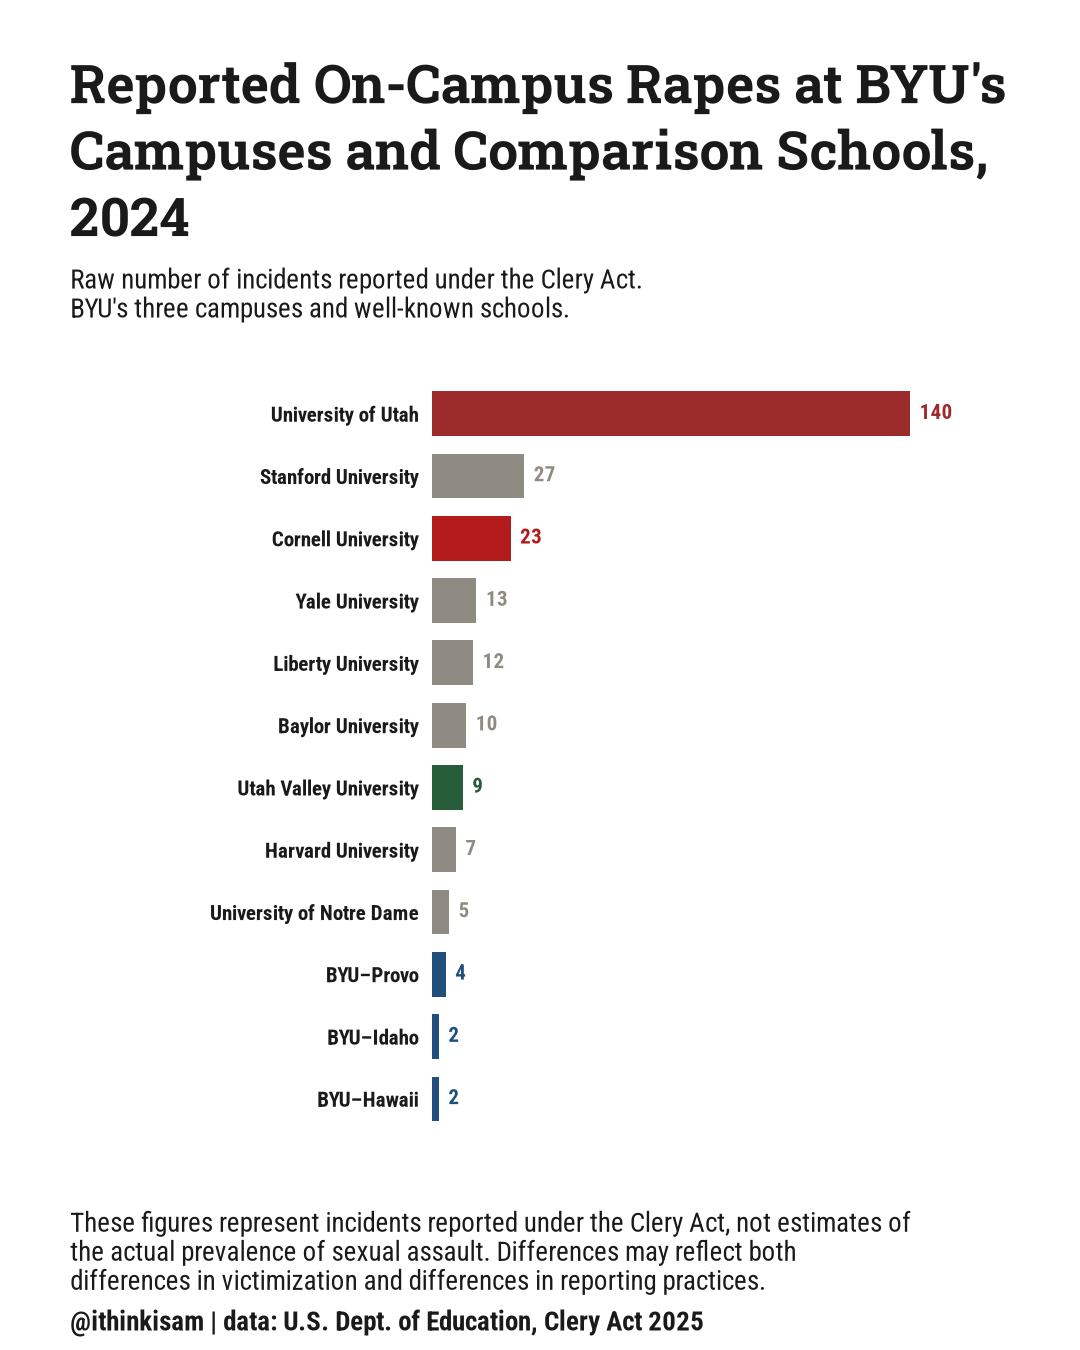 Reported On-Campus Rapes at BYU's
Campuses and Comparison Schools,
2024
Raw number of incidents reported under the Clery Act.
BYU's three campuses and well-known schools.
University of Utah 140
Stanford University 27
Cornell University 23
Yale University 13
Liberty University 12
Baylor University 10
Utah Valley University 9
Harvard University 7
University of Notre Dame 5
BYU–Provo 4
BYU–Idaho 2
BYU–Hawaii 2
These figures represent incidents reported under the Clery Act, not estimates of
the actual prevalence of sexual assault. Differences may reflect both
differences in victimization and differences in reporting practices.
@ithinkisam | data: U.S. Dept. of Education, Clery Act 2025